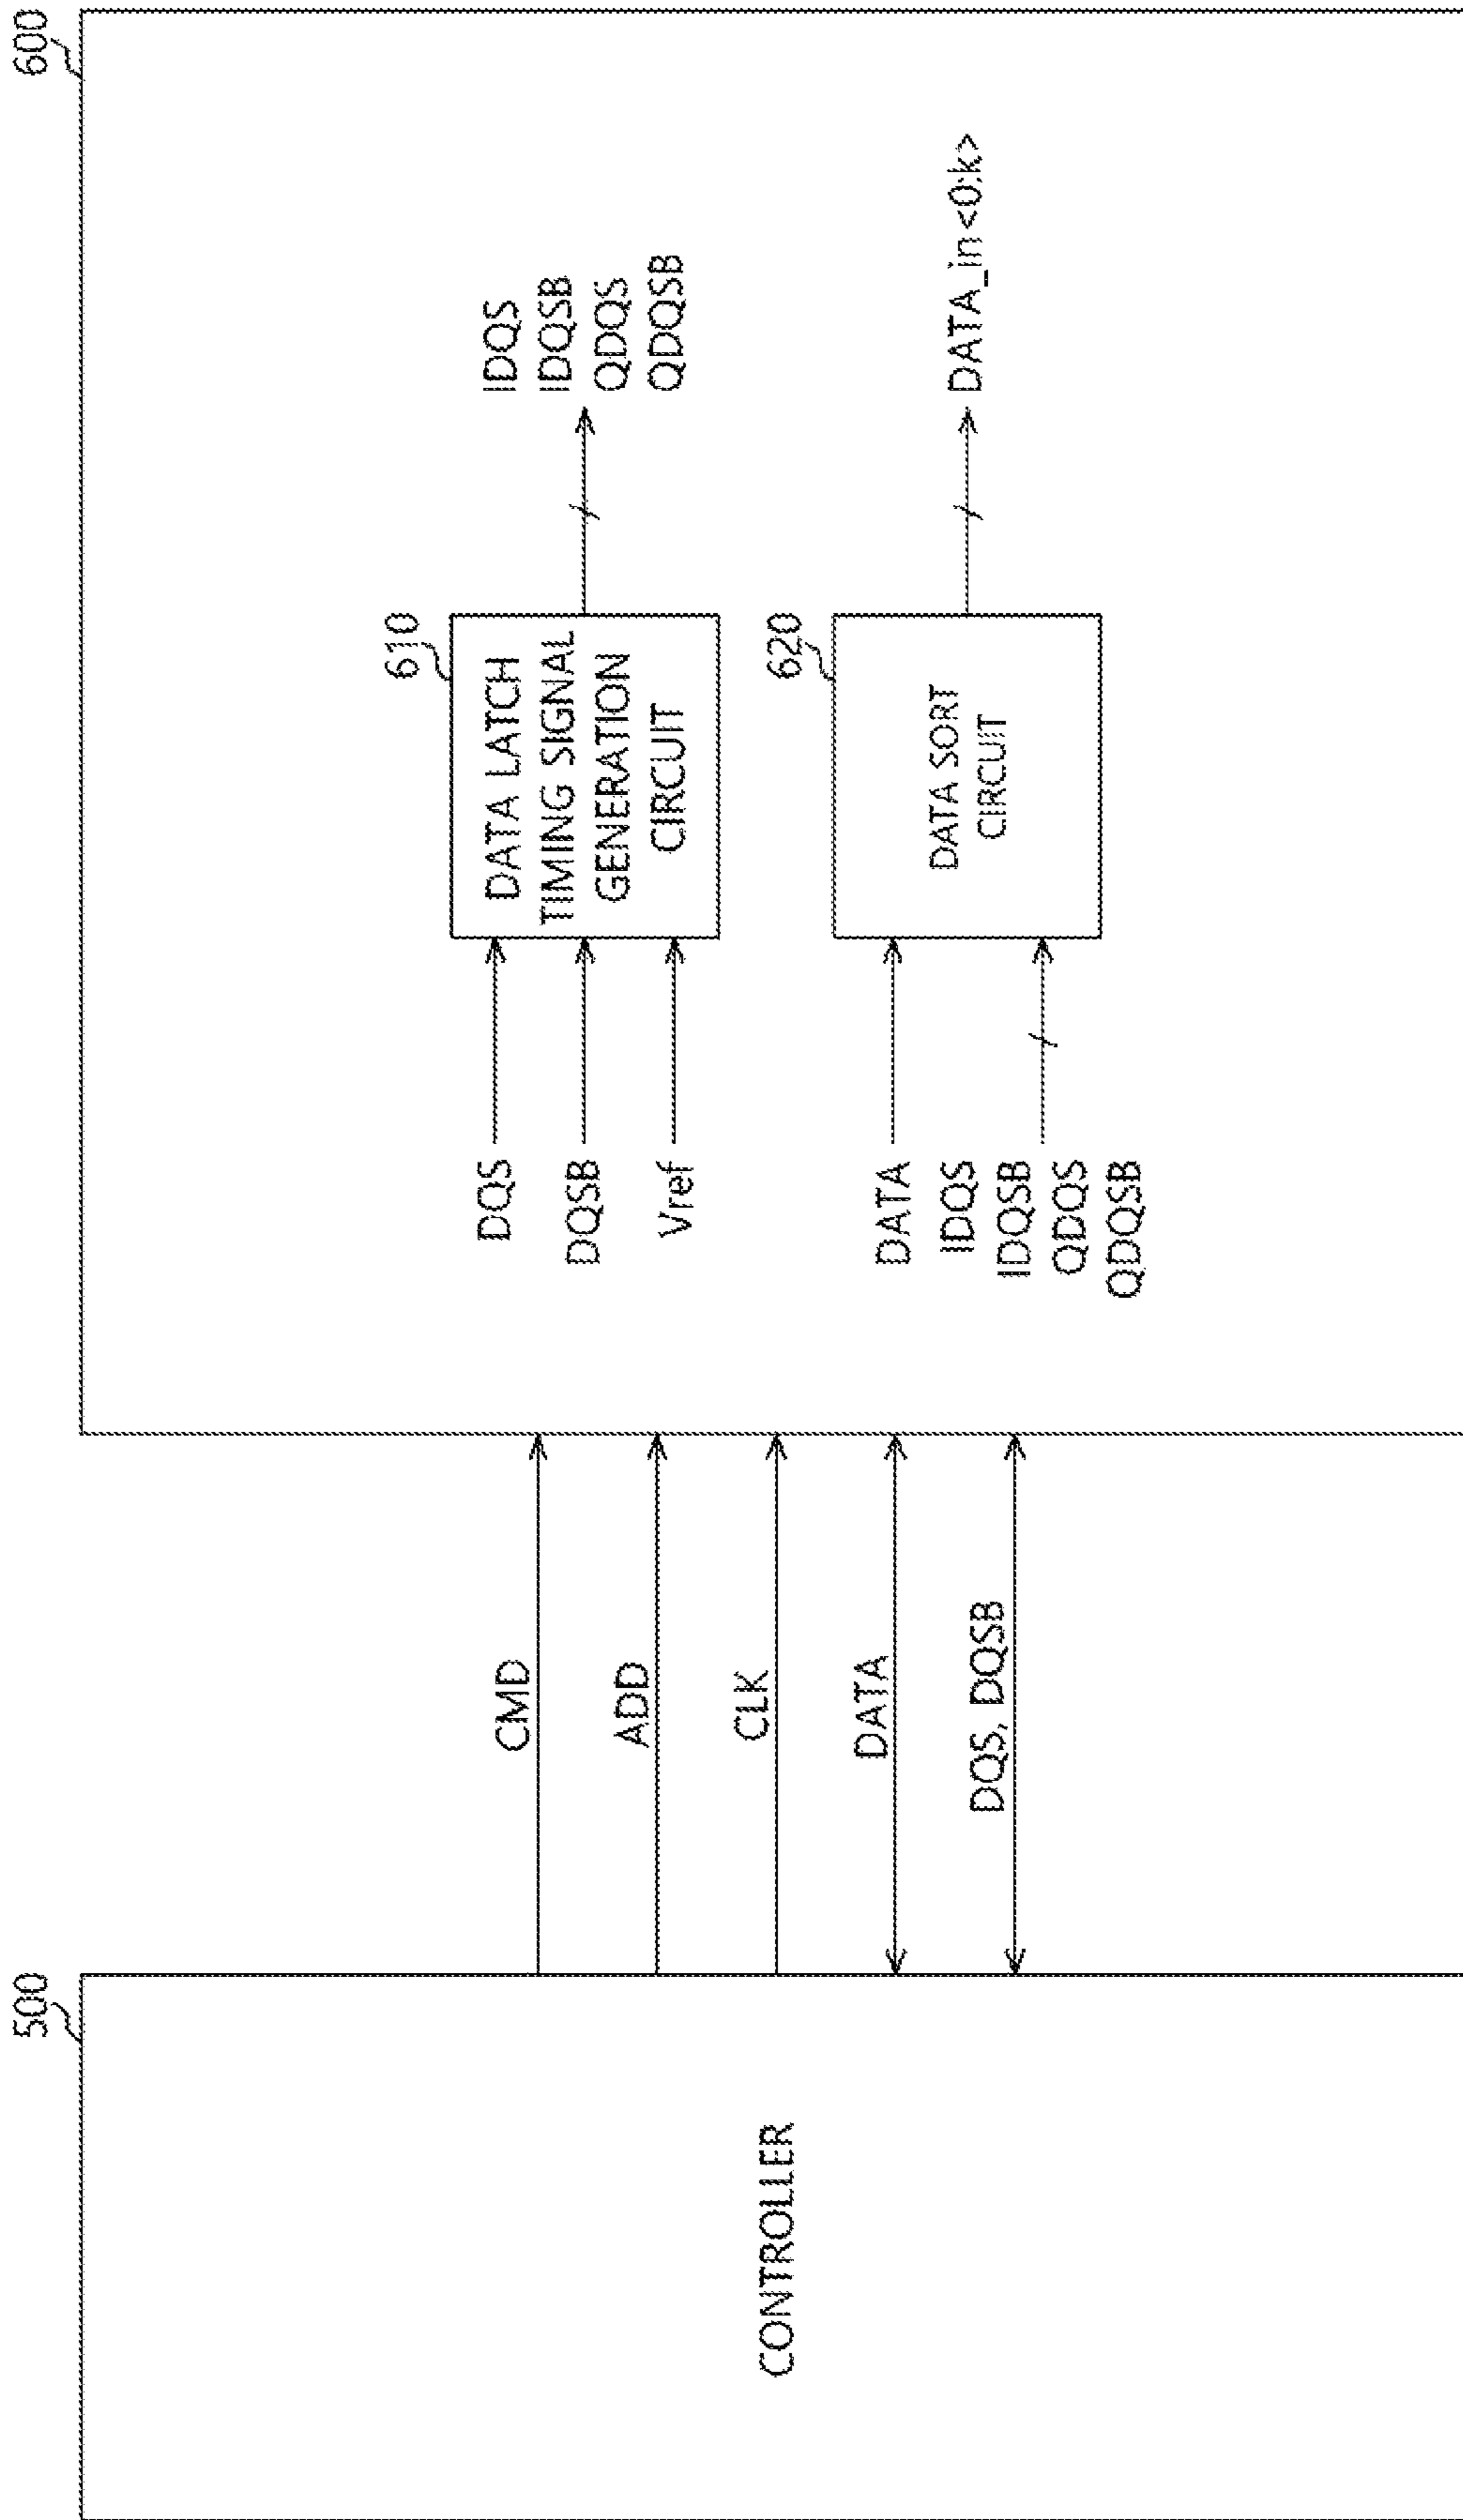 500
CONTROLLER
CMD
ADD
CLK
DATA
DQS, DQSB
600
DQS
DQSB
Vref
610
DATA LATCH
TIMING SIGNAL
GENERATION
CIRCUIT
IDQS
IDQSB
QDQS
QDQSB
DATA
IDQS
IDQSB
QDQS
QDQSB
620
DATA SORT
CIRCUIT
DATA_in<0:k>